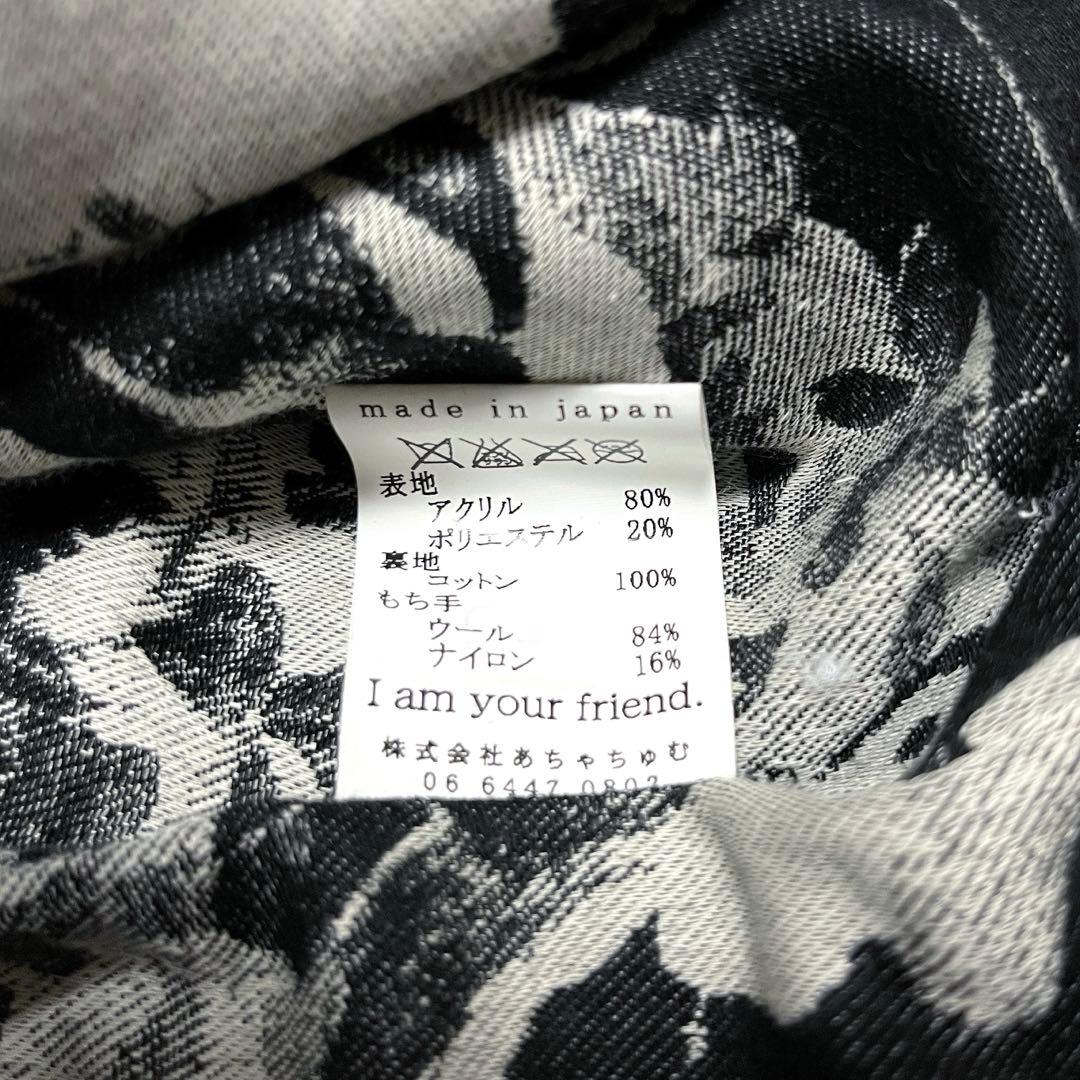 made in japan
表地
アクリル 80%
ポリエステル 20%
裏地
コットン 100%
もち手
ウール 84%
ナイロン 16%
I am your friend.
株式会社あちゃちゅむ
06 6447